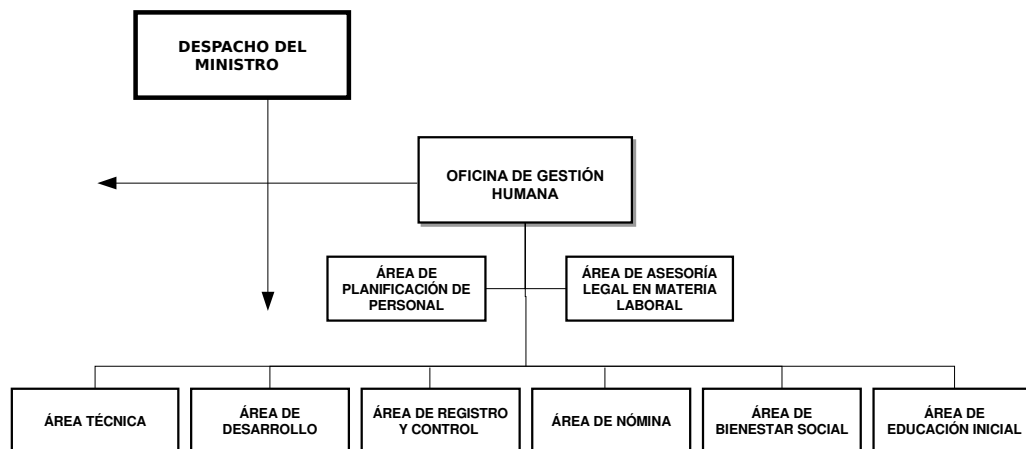 DESPACHO DEL
MINISTRO
OFICINA DE GESTIÓN
HUMANA
ÁREA DE
PLANIFICACIÓN DE
PERSONAL
ÁREA DE ASESORÍA
LEGAL EN MATERIA
LABORAL
ÁREA TÉCNICA
ÁREA DE
DESARROLLO
ÁREA DE REGISTRO
Y CONTROL
ÁREA DE NÓMINA
ÁREA DE
BIENESTAR SOCIAL
ÁREA DE
EDUCACIÓN INICIAL